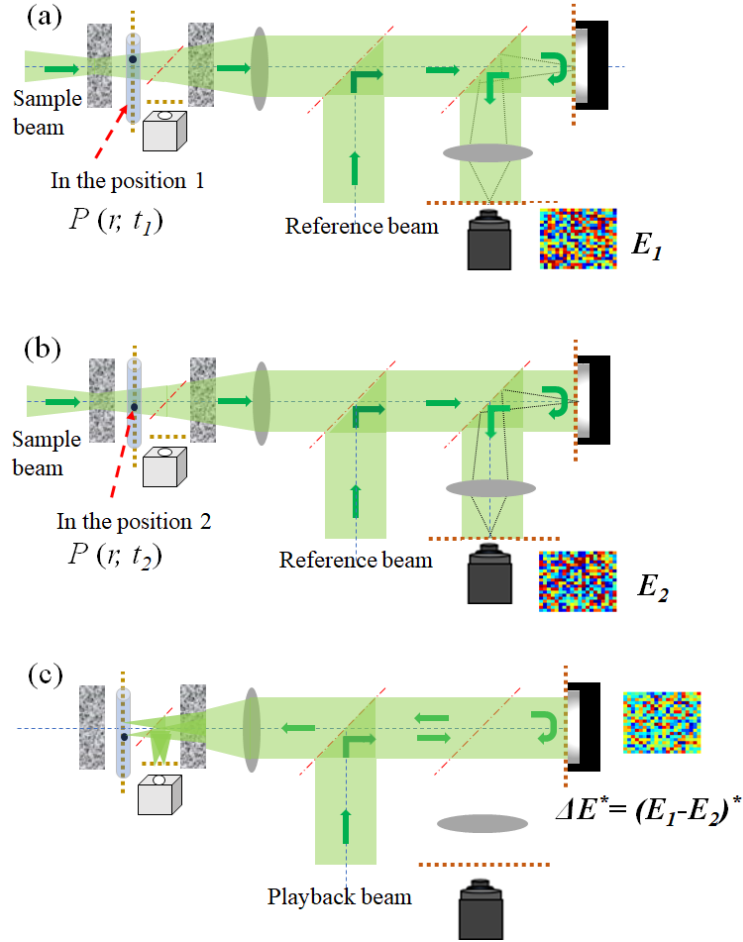 (a)
Sample
beam
In the position 1
P (r, t₁)
Reference beam
E₁
(b)
Sample
beam
In the position 2
P (r, t₂)
Reference beam
E₂
(c)
ΔE*= (E₁-E₂)*
Playback beam